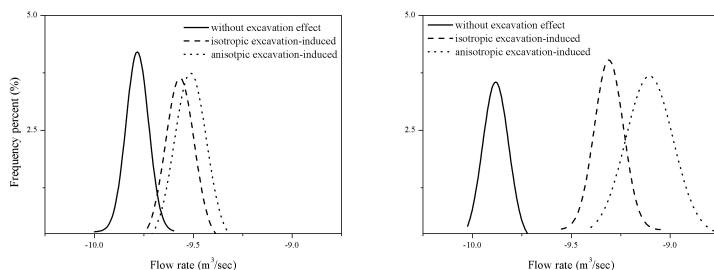 5.0
2.5
Frequency percent (%)
without excavation effect
isotropic excavation-induced
anisotpic excavation-induced
-10.0 -9.5 -9.0
Flow rate (m³/sec)
5.0
2.5
without excavation effect
isotropic excavation-induced
anisotropic excavation-induced
-10.0 -9.5 -9.0
Flow rate (m³/sec)